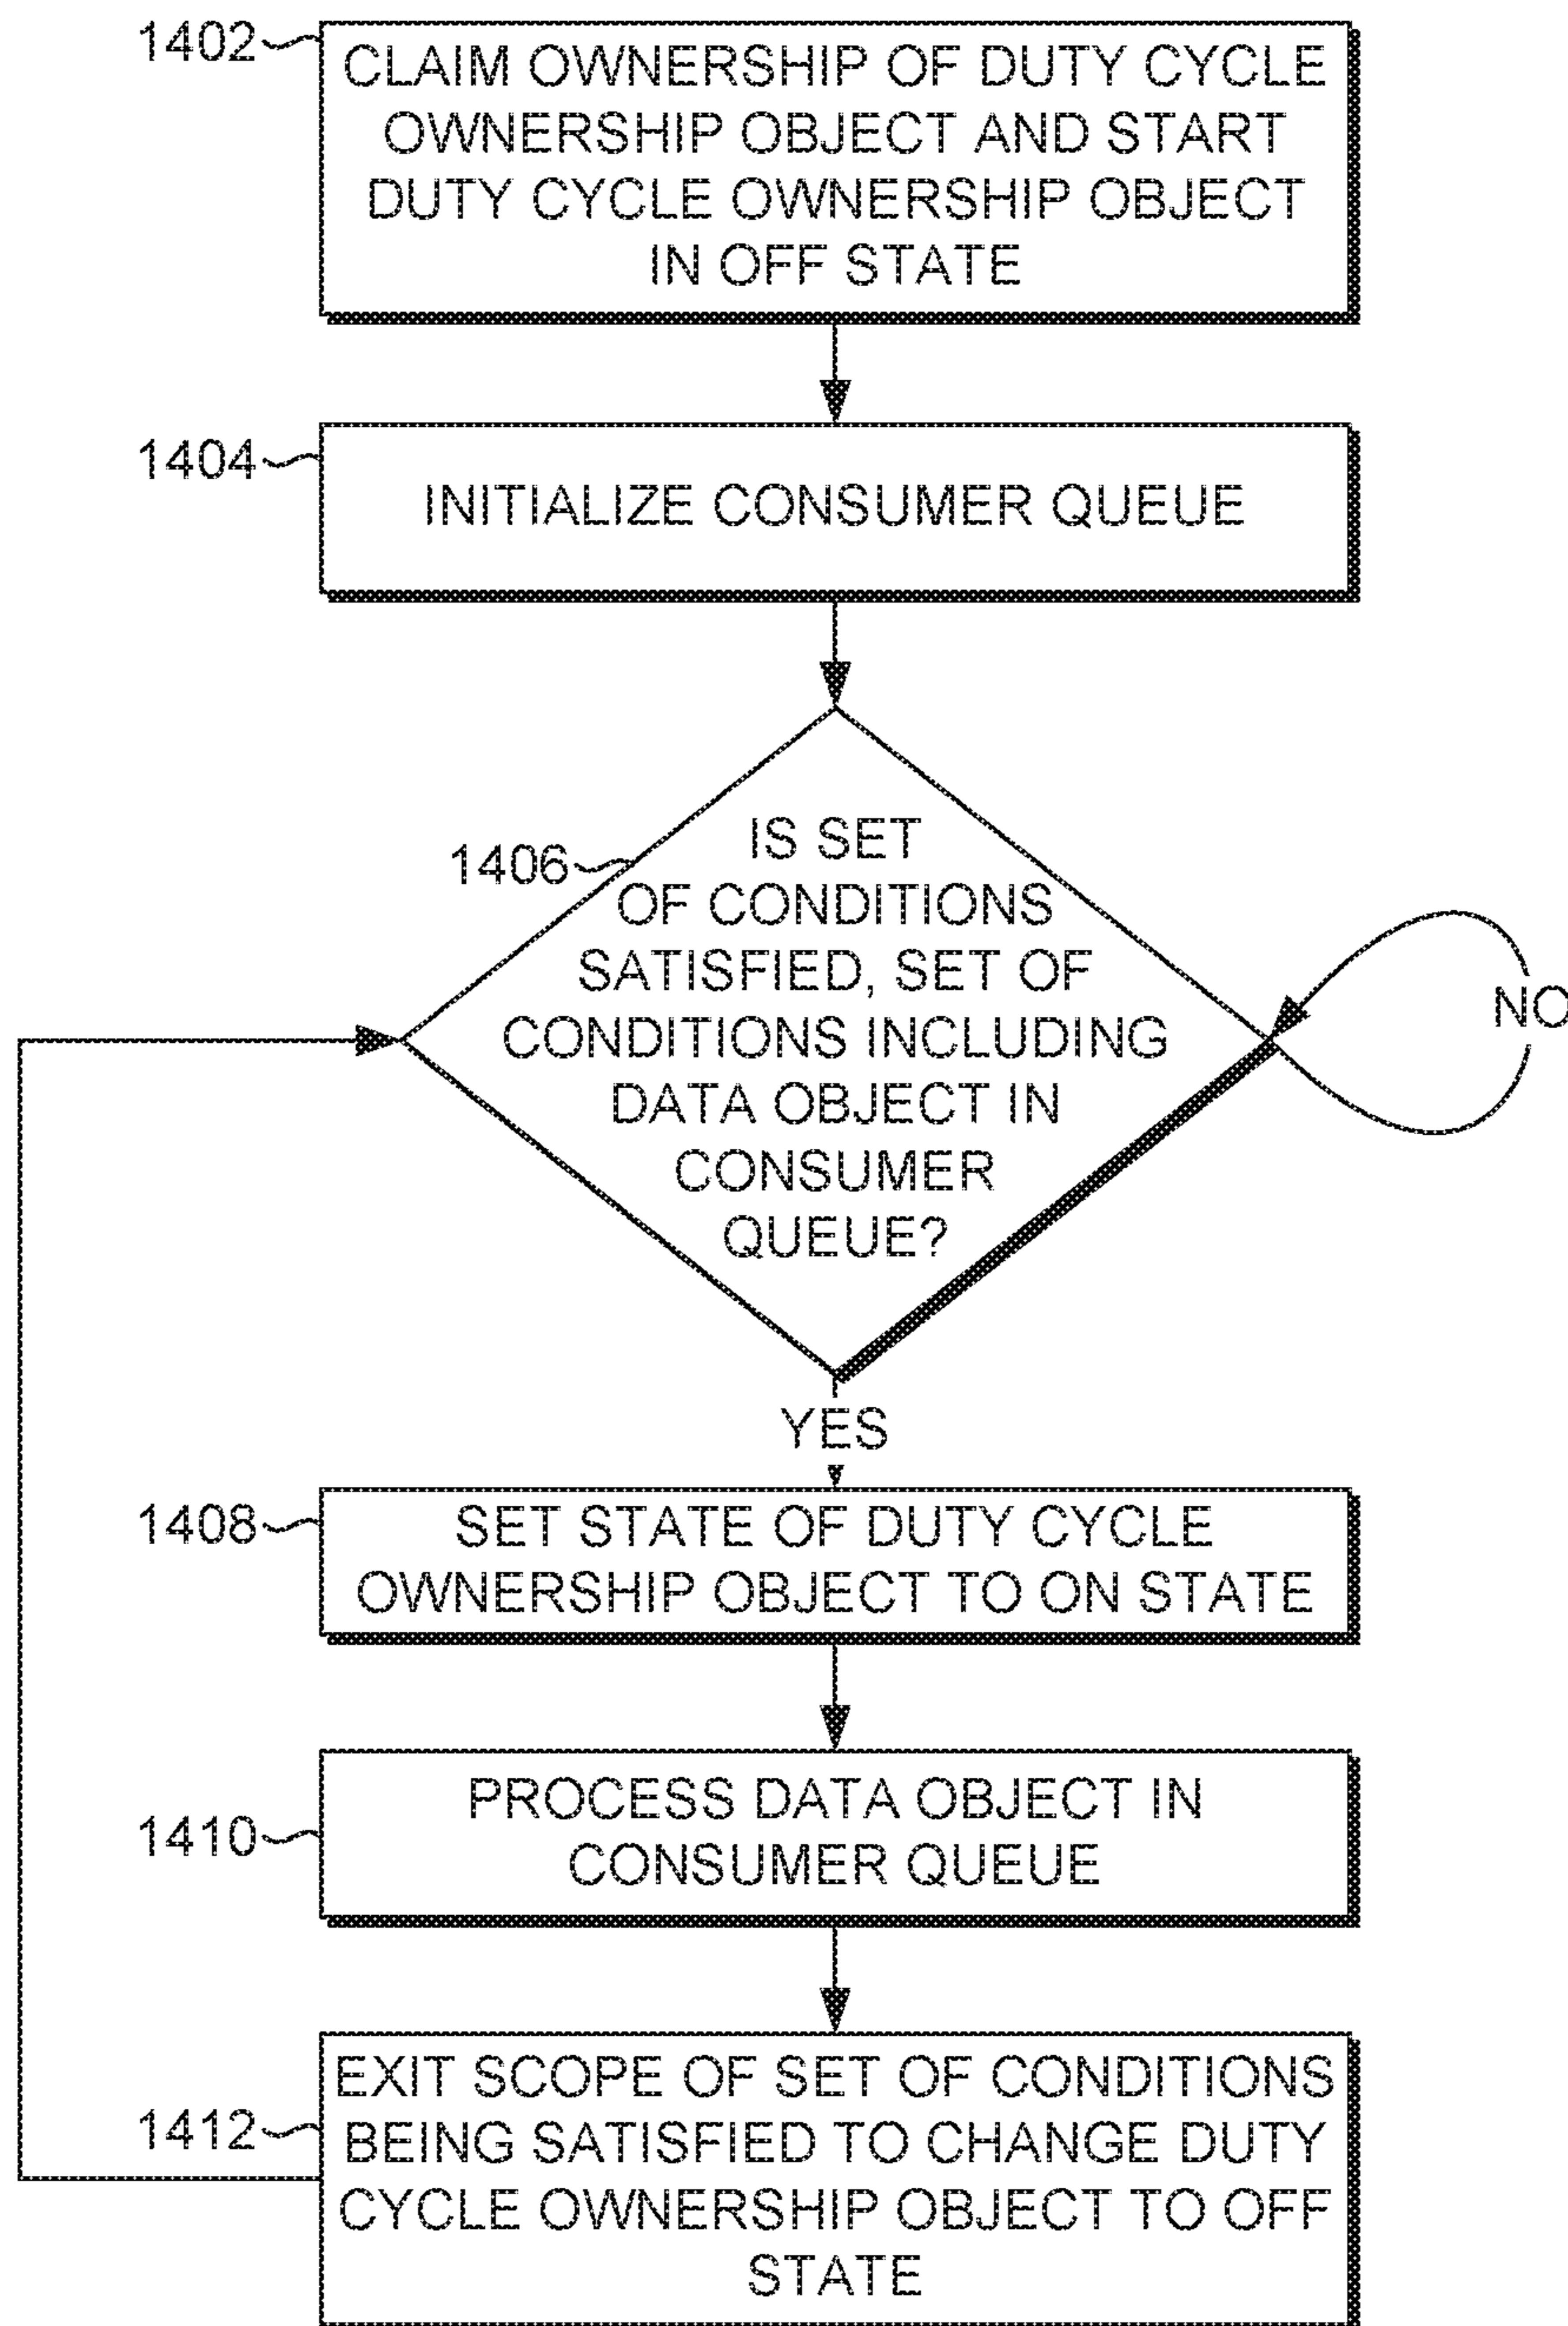 1402
CLAIM OWNERSHIP OF DUTY CYCLE
OWNERSHIP OBJECT AND START
DUTY CYCLE OWNERSHIP OBJECT
IN OFF STATE
1404
INITIALIZE CONSUMER QUEUE
1406
IS SET
OF CONDITIONS
SATISFIED, SET OF
CONDITIONS INCLUDING
DATA OBJECT IN
CONSUMER
QUEUE?
NO
YES
1408
SET STATE OF DUTY CYCLE
OWNERSHIP OBJECT TO ON STATE
1410
PROCESS DATA OBJECT IN
CONSUMER QUEUE
1412
EXIT SCOPE OF SET OF CONDITIONS
BEING SATISFIED TO CHANGE DUTY
CYCLE OWNERSHIP OBJECT TO OFF
STATE